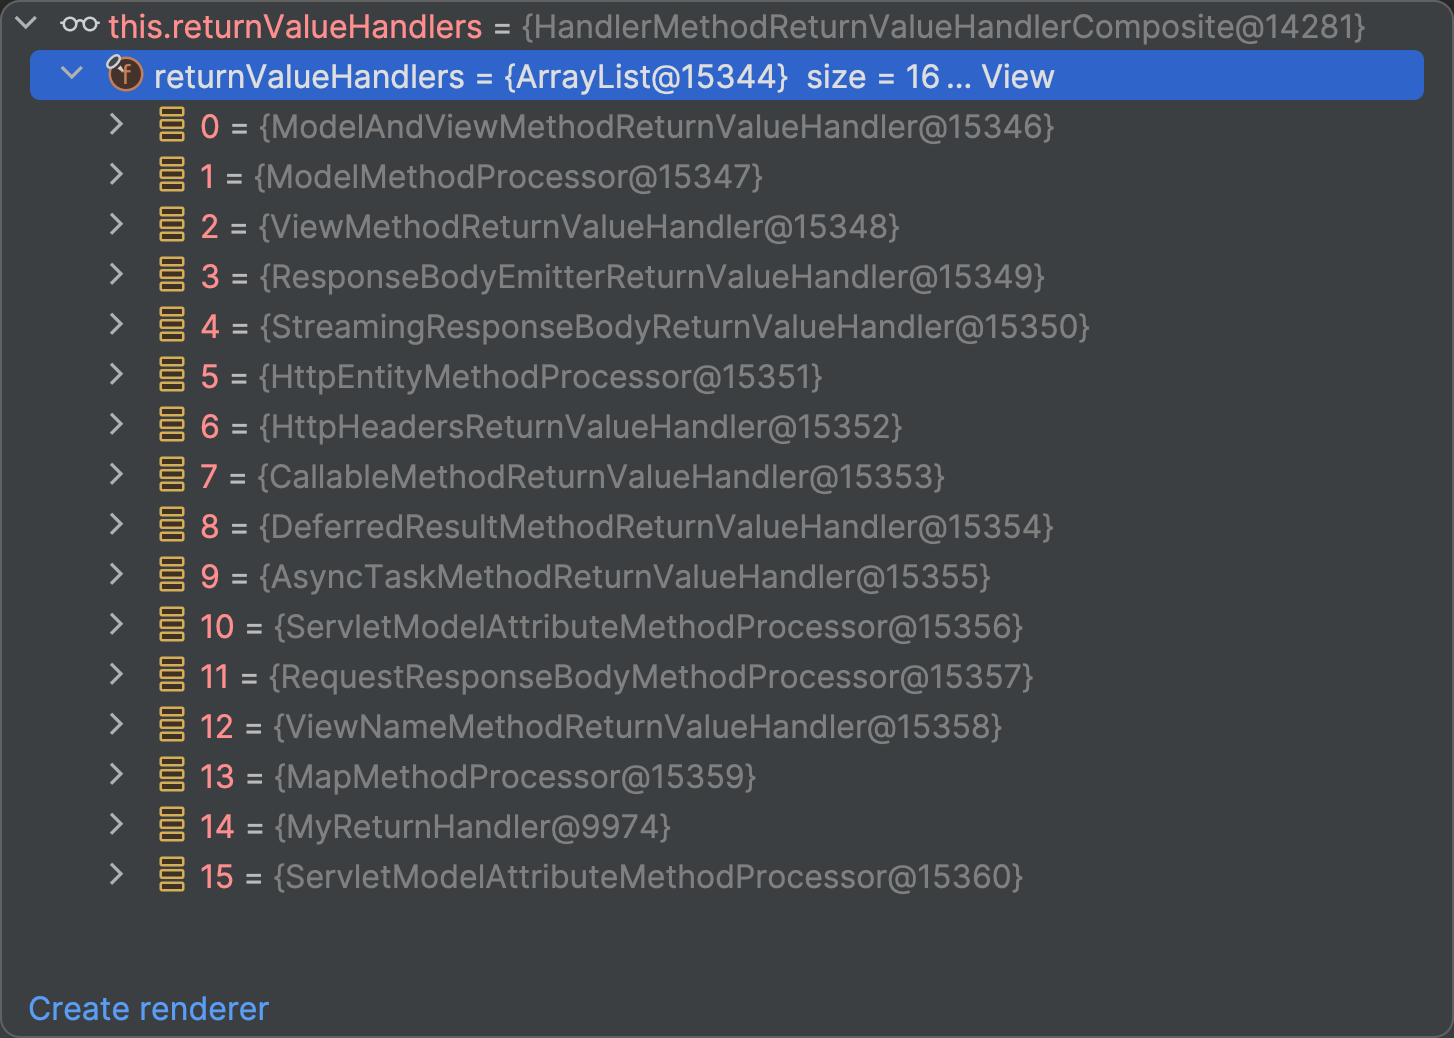 this.returnValueHandlers = {HandlerMethodReturnValueHandlerComposite@14281}
returnValueHandlers = {ArrayList@15344} size = 16 ... View
0 = {ModelAndViewMethodReturnValueHandler@15346}
1 = {ModelMethodProcessor@15347}
2 = {ViewMethodReturnValueHandler@15348}
3 = {ResponseBodyEmitterReturnValueHandler@15349}
4 = {StreamingResponseBodyReturnValueHandler@15350}
5 = {HttpEntityMethodProcessor@15351}
6 = {HttpHeadersReturnValueHandler@15352}
7 = {CallableMethodReturnValueHandler@15353}
8 = {DeferredResultMethodReturnValueHandler@15354}
9 = {AsyncTaskMethodReturnValueHandler@15355}
10 = {ServletModelAttributeMethodProcessor@15356}
11 = {RequestResponseBodyMethodProcessor@15357}
12 = {ViewNameMethodReturnValueHandler@15358}
13 = {MapMethodProcessor@15359}
14 = {MyReturnHandler@9974}
15 = {ServletModelAttributeMethodProcessor@15360}
Create renderer